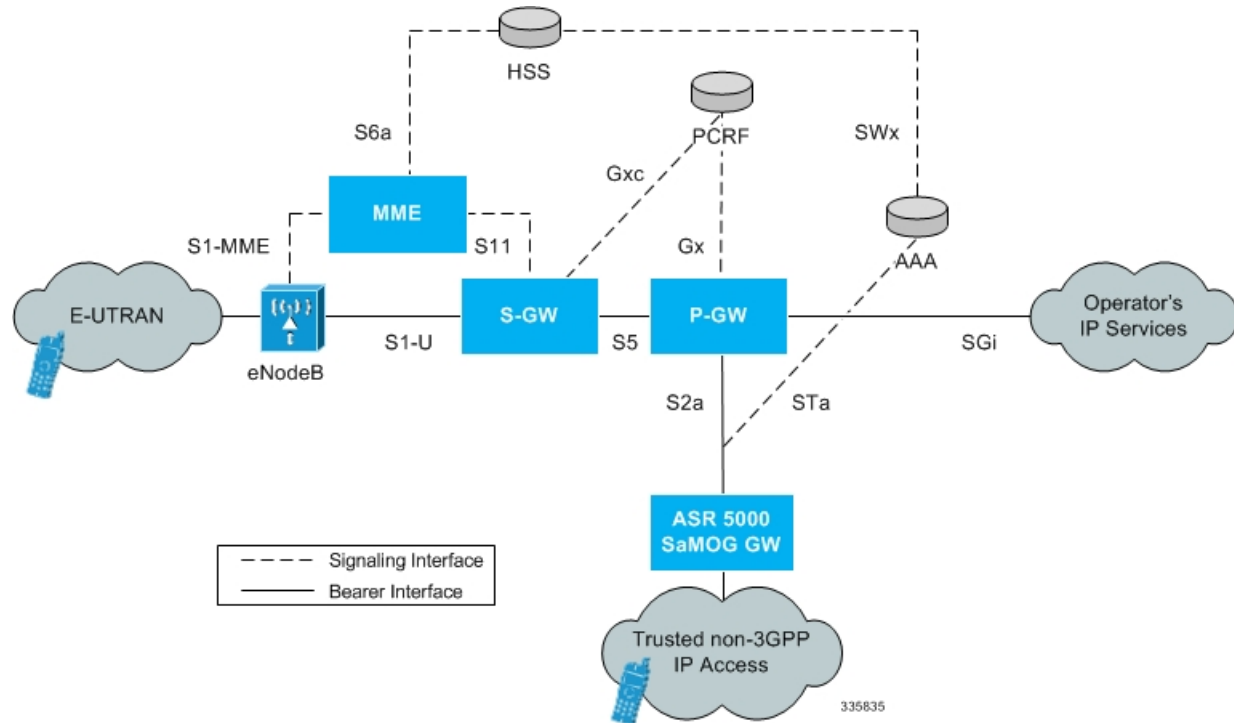 HSS
PCRF
S6a
SWx
Gxc
MME
S1-MME
S11
Gx
AAA
E-UTRAN
S-GW
P-GW
Operator's
IP Services
S1-U
S5
SGi
eNodeB
S2a
STa
ASR 5000
SaMOG GW
Signaling Interface
Bearer Interface
Trusted non-3GPP
IP Access
335835